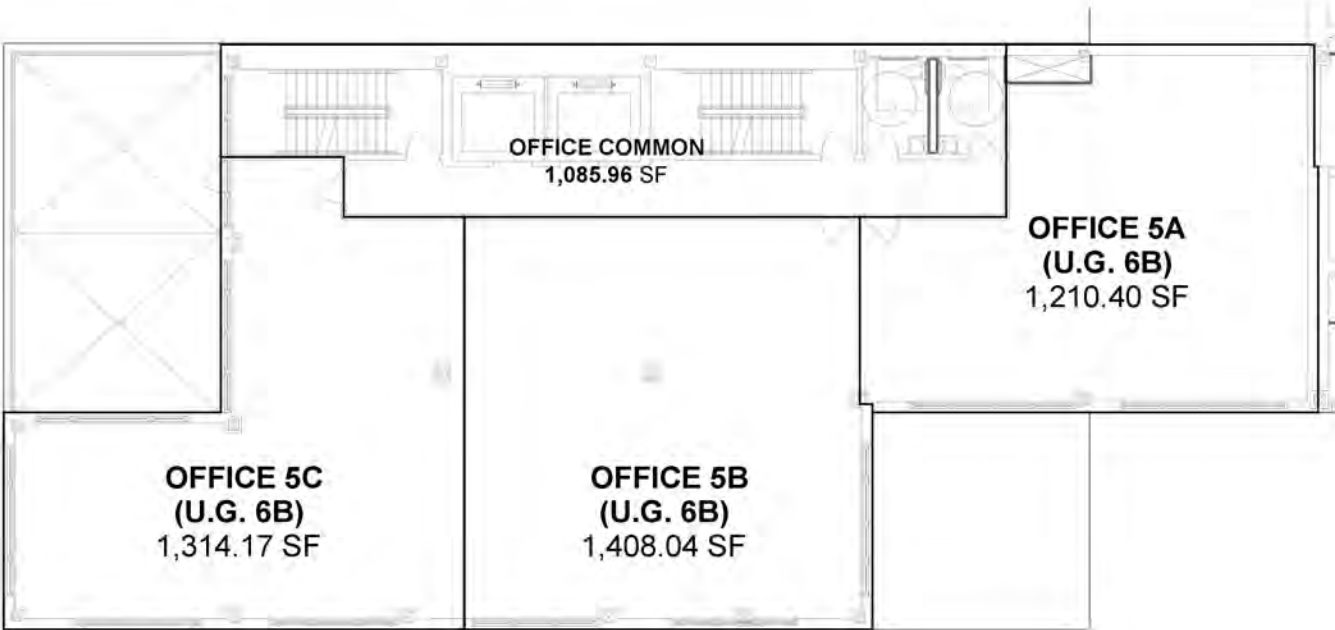 OFFICE COMMON
1,085.96 SF
OFFICE 5A
(U.G. 6B)
1,210.40 SF
OFFICE 5C
(U.G. 6B)
1,314.17 SF
OFFICE 5B
(U.G. 6B)
1,408.04 SF